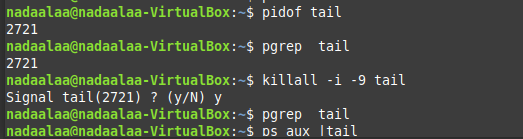 nadaalaa@nadaalaa-VirtualBox:~$ pidof tail
2721
nadaalaa@nadaalaa-VirtualBox:~$ pgrep  tail
2721
nadaalaa@nadaalaa-VirtualBox:~$ killall -i -9 tail
Signal tail(2721) ? (y/N) y
nadaalaa@nadaalaa-VirtualBox:~$ pgrep  tail
nadaalaa@nadaalaa-VirtualBox:~$ ps aux |tail